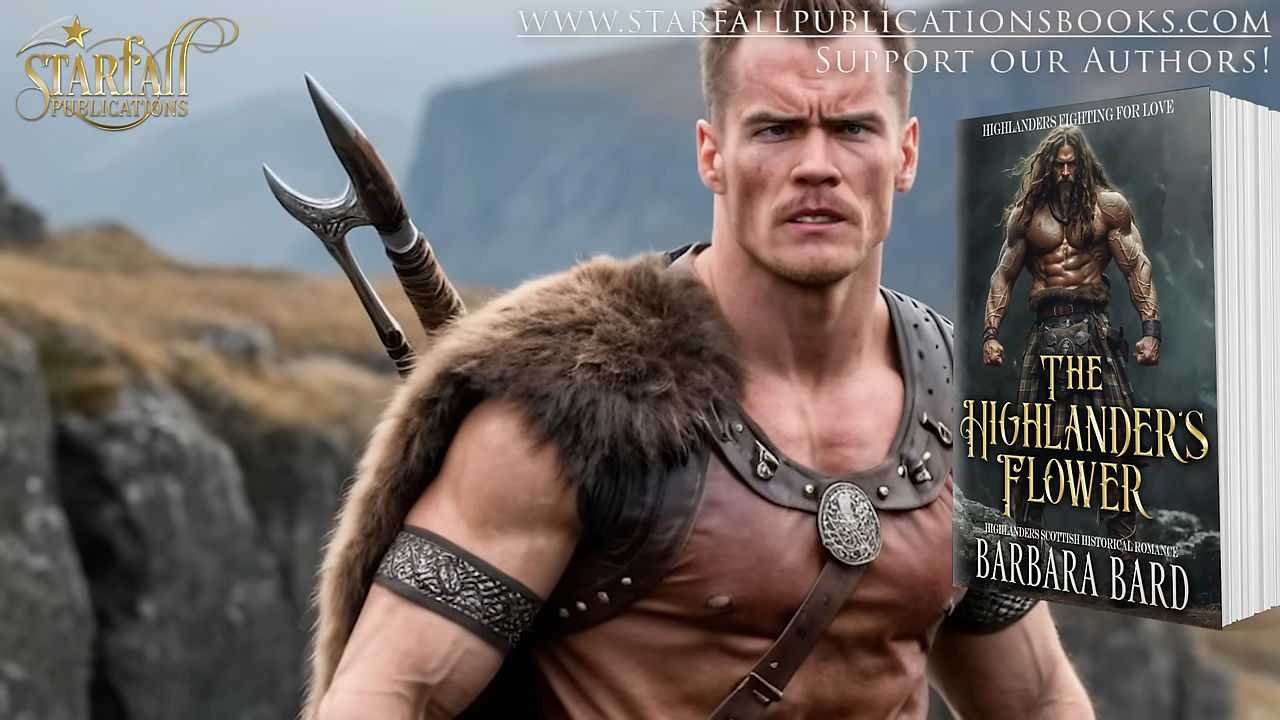 STARfall
PUBLICATIONS
WWW.STARFALLPUBLICATIONSBOOKS.COM
SUPPORT OUR AUTHORS!
HIGHLANDERS FIGHTING FOR LOVE
THE
HIGHLANDER'S
FLOWER
HIGHLANDERS SCOTTISH HISTORICAL ROMANCE
BARBARA BARD